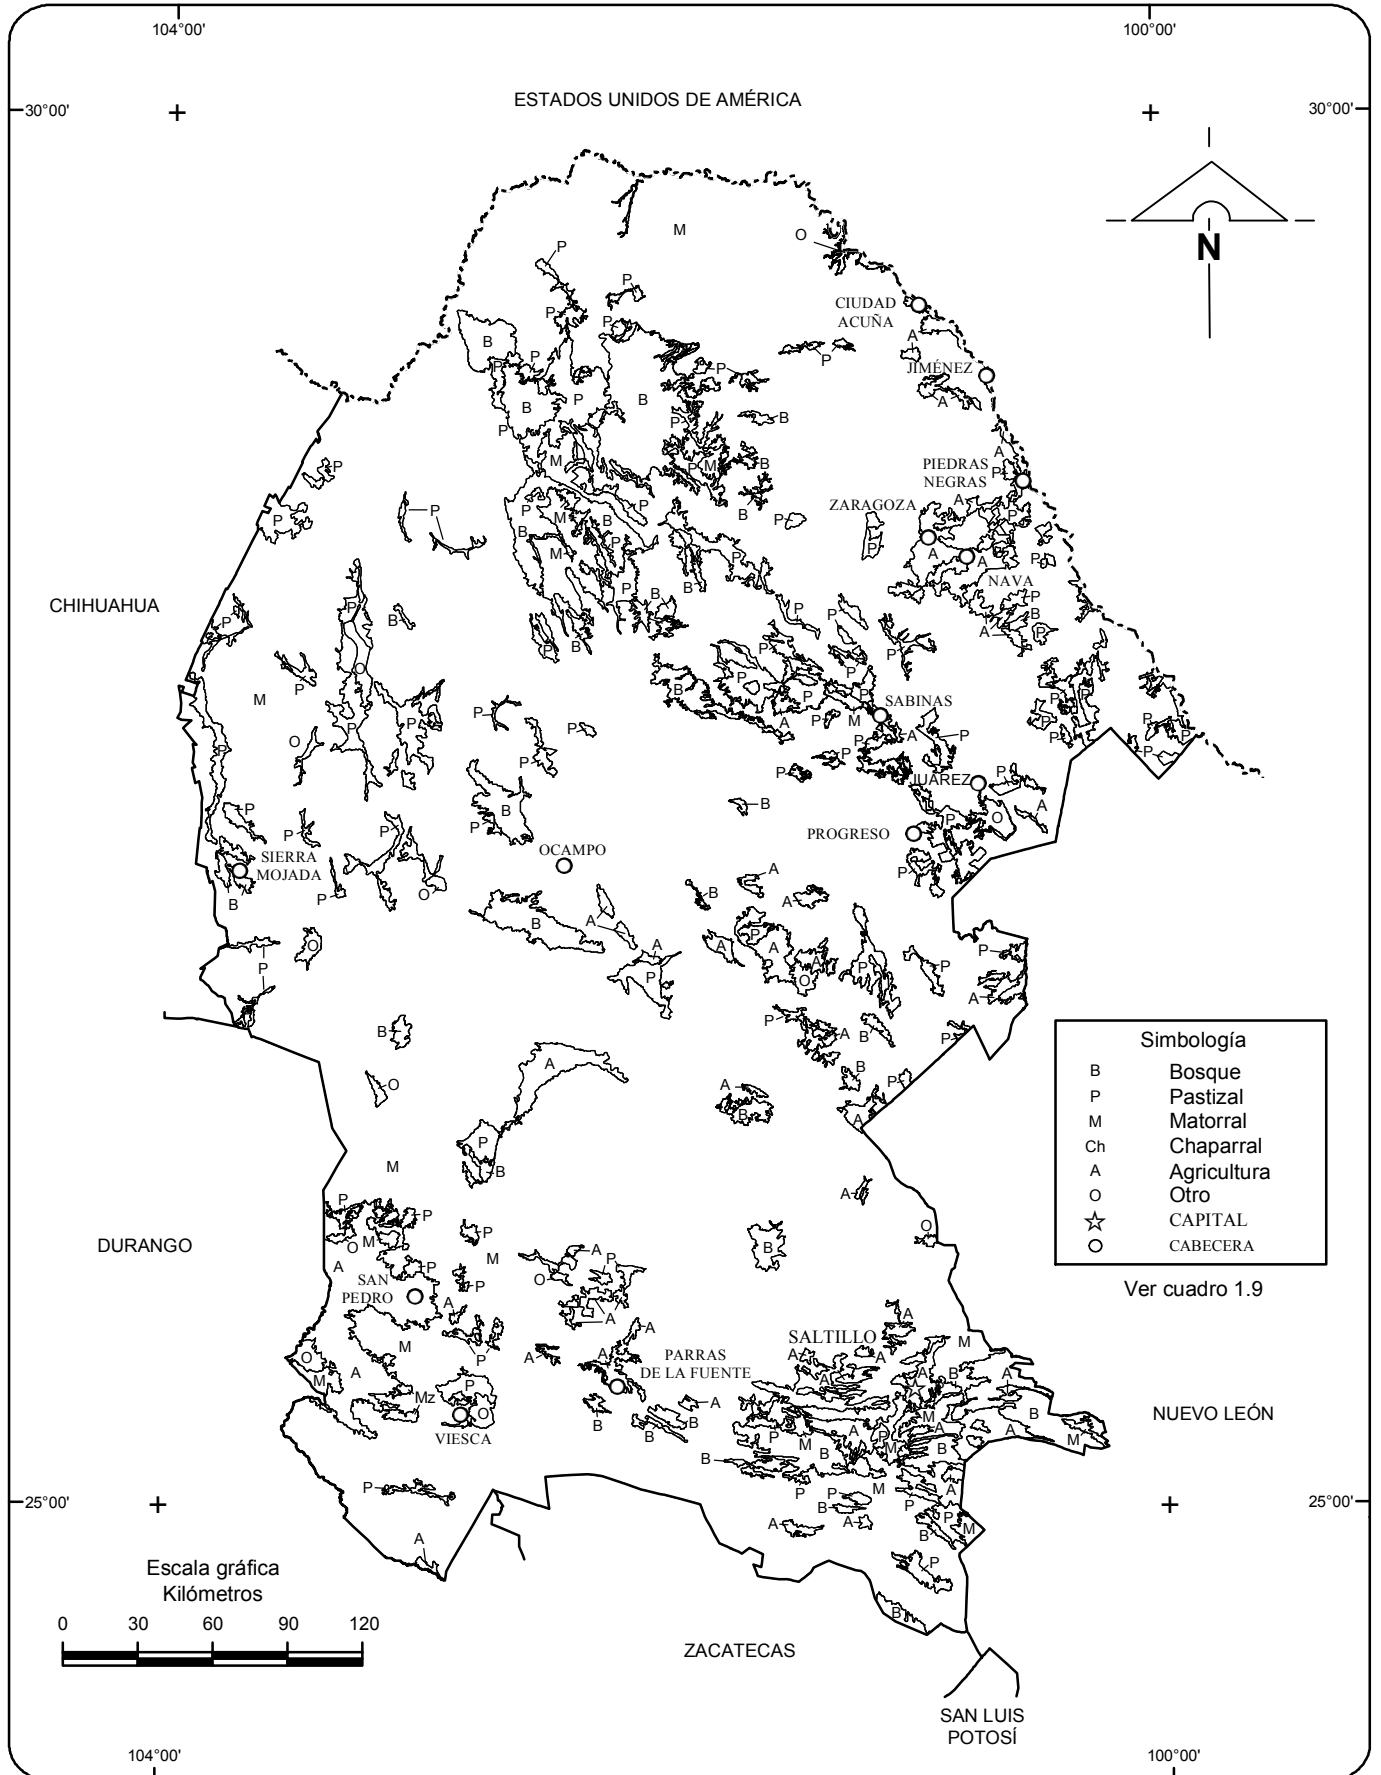 104°00'
100°00'
30°00'
ESTADOS UNIDOS DE AMÉRICA
30°00'
N
M
O
P
P
CIUDAD
ACUÑA
P
P
A
B
P
P
P
P
JIMÉNEZ
B
P
B
A
P
P
B
A
PIEDRAS
NEGRAS
P
M
P
M
B
P
P
ZARAGOZA
A
P
P
P
P
M
B
P
B
P
P
B
M
P
P
A
A
P
NAVA
CHIHUAHUA
P
B
P
B
B
P
P
P
P
B
A
P
P
B
P
P
P
O
P
M
P
B
P
P
P
P
P
P
SABINAS
P
P
P
P
P
A
P
M
P
O
P
P
P
A
P
P
P
P
P
P
P
P
JUÁREZ
P
P
P
B
P
B
A
P
P
P
PROGRESO
P
O
OCAMPO
SIERRA
MOJADA
P
O
B
A
B
A
P
B
A
P
O
A
A
P
A
A
P
P
P
P
O
A
B
P
A
B
P
A
B
P
O
A
B
A
P
B
M
A
Simbología
B Bosque
P Pastizal
M Matorral
Ch Chaparral
A Agricultura
O Otro
CAPITAL
CABECERA
Ver cuadro 1.9
P
P
O
M
P
M
B
O
DURANGO
A
P
A
P
SAN
PEDRO
P
O
A
A
A
P
M
A
SALTILLO
A
M
O
M
A
A
A
PARRAS
DE LA FUENTE
A
A
A
A
B
A
Mz
P
O
VIESCA
A
B
B
B
M
A
B
A
M
NUEVO LEÓN
P
M
B
A
P
M
B
B
P
P
P
M
A
B
P
P
M
B
A
A
25°00'
25°00'
A
P
B
Escala gráfica
Kilómetros
0 30 60 90 120
ZACATECAS
SAN LUIS
POTOSÍ
104°00'
100°00'